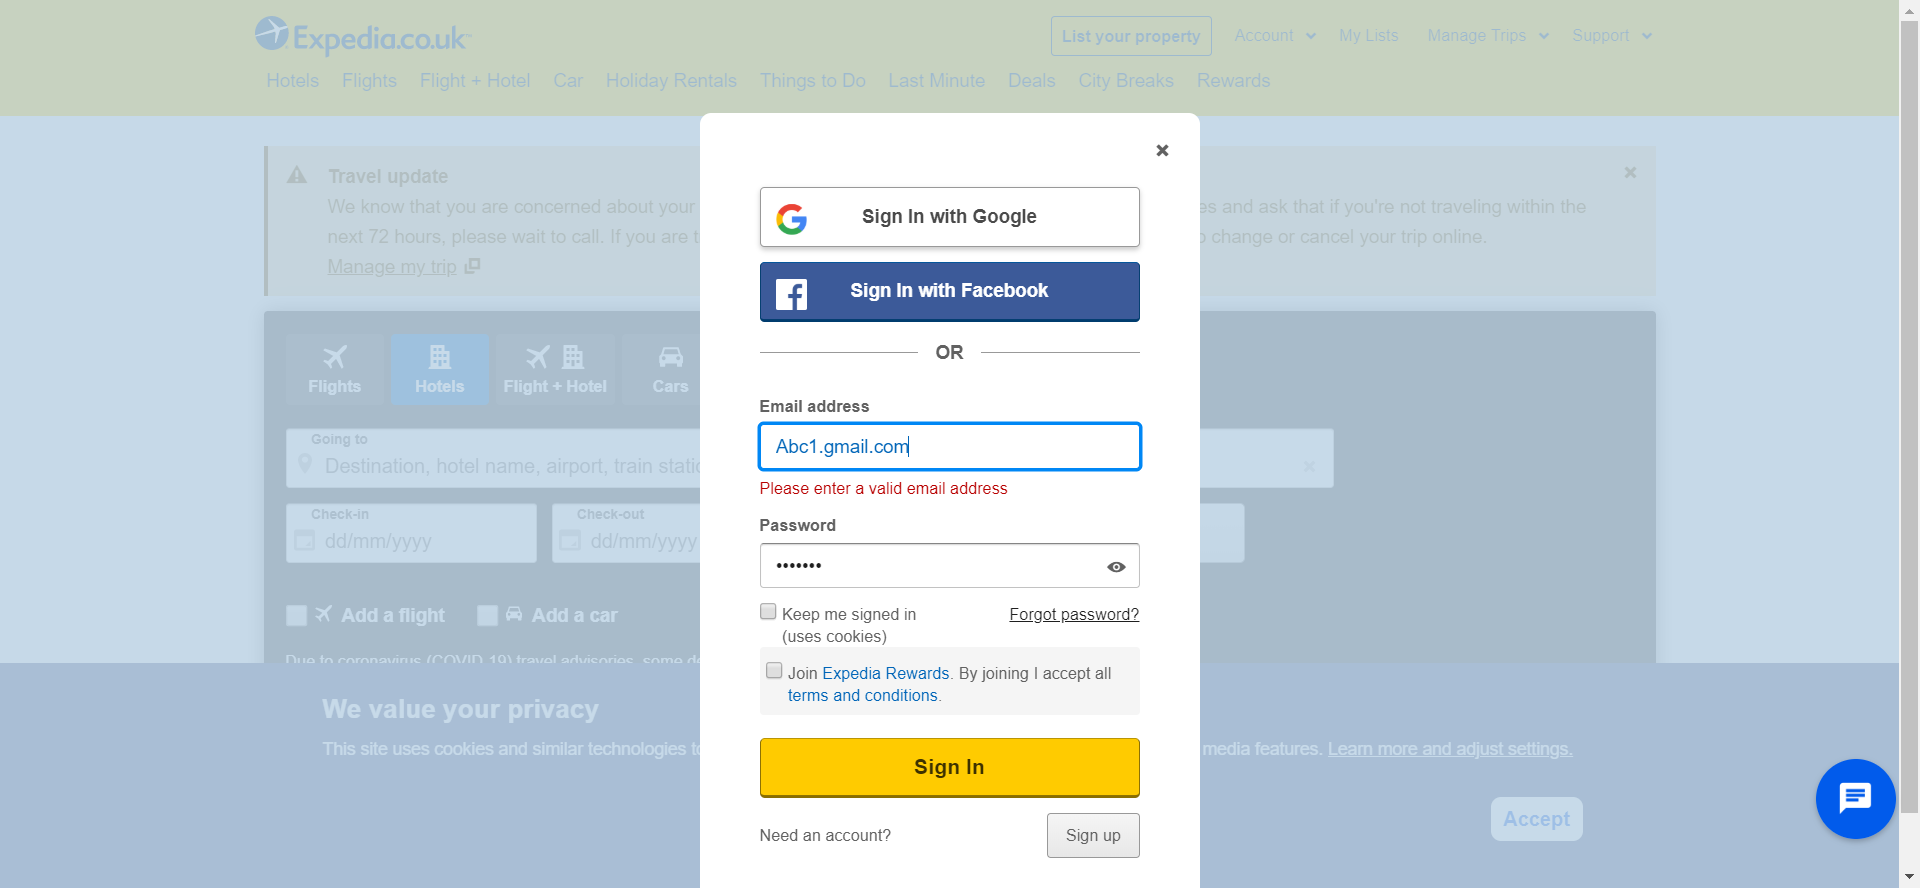 Expedia.co.uk
List your property Account My Lists Manage Trips Support
Hotels Flights Flight + Hotel Car Holiday Rentals Things to Do Last Minute Deals City Breaks Rewards
Travel update
We know that you are concerned about your
es and ask that if you're not traveling within the
next 72 hours, please wait to call. If you are
change or cancel your trip online.
Manage my trip
Flights Hotels Flight + Hotel Cars
Going to
Destination, hotel name, airport, train
Check-in Check-out
dd/mm/yyyy dd/mm/yyyy
Add a flight Add a car
Due to coronavirus (COVID-19) travel advisories, some
Sign In with Google
Sign In with Facebook
OR
Email address
Abc1.gmail.com
Please enter a valid email address
Password
•••••••
Keep me signed in
(uses cookies)
Forgot password?
Join Expedia Rewards. By joining I accept all
terms and conditions.
Sign In
Need an account? Sign up
We value your privacy
This site uses cookies and similar technologies
media features. Learn more and adjust settings.
Accept